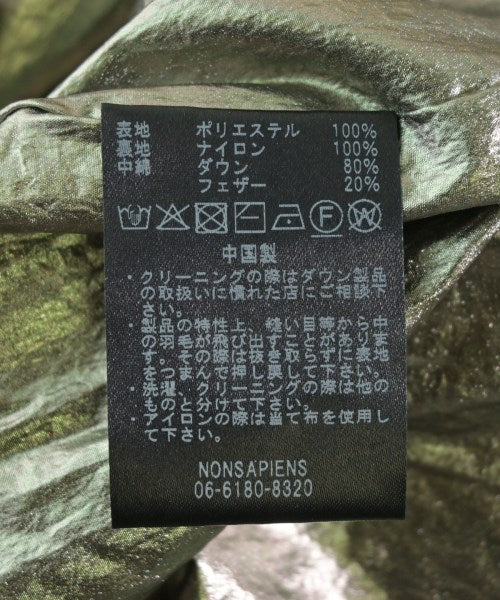 表地 ポリエステル 100%
裏地 ナイロン 100%
中綿 ダウン 80%
フェザー 20%
中国製
・クリーニングの際はダウン製品
の取扱いに慣れた店にご相談下
さい。
・製品の特性上、縫い目等から中
の羽毛が飛び出すことがありま
す。その際は抜き取らずに表地
をつまんで押し戻して下さい。
・洗濯、クリーニングの際は他の
ものと分けて下さい。
・アイロンの際は当て布を使用し
て下さい。
NONSAPIENS
06-6180-8320